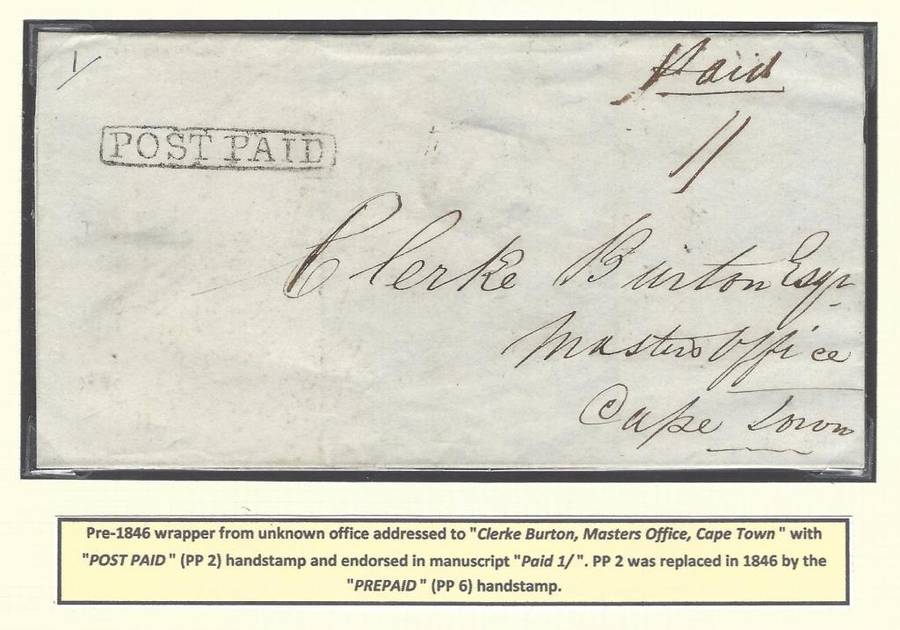 1/
Paid
1/
POST PAID
Clerke Burton Esqr
Masters Office
Cape Town
Pre-1846 wrapper from unknown office addressed to "Clerke Burton, Masters Office, Cape Town " with
"POST PAID " (PP 2) handstamp and endorsed in manuscript "Paid 1/ ". PP 2 was replaced in 1846 by the
"PREPAID " (PP 6) handstamp.